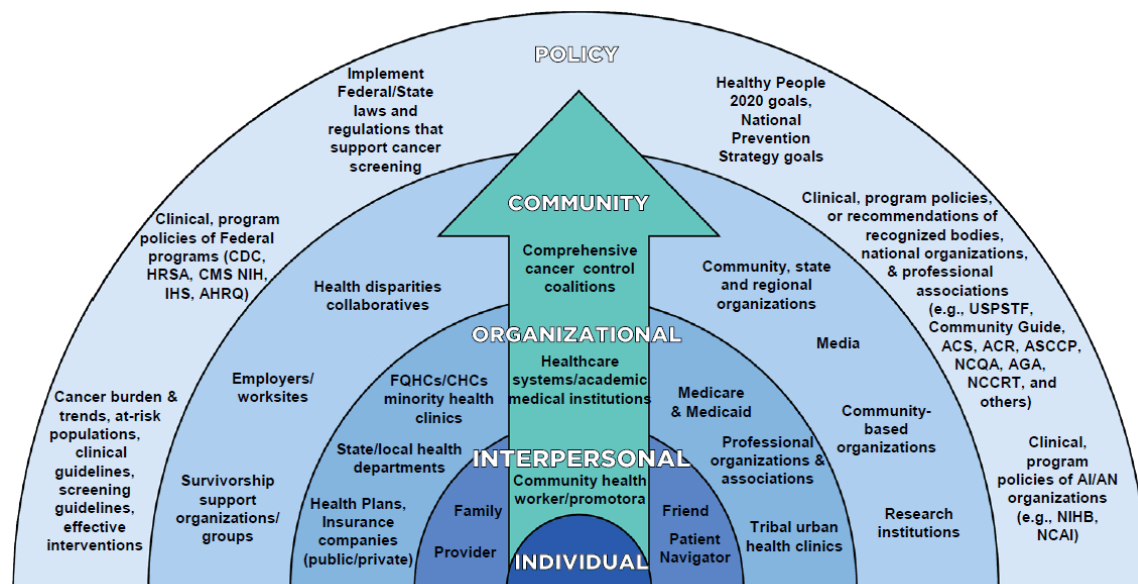 POLICY
Implement
Federal/State
laws and
regulations that
support cancer
screening
Healthy People
2020 goals,
National
Prevention
Strategy goals
Clinical, program
policies of Federal
programs (CDC,
HRSA, CMS NIH,
IHS, AHRQ)
Clinical, program policies,
or recommendations of
recognized bodies,
national organizations,
& professional
associations
(e.g., USPSTF,
Community Guide,
ACS, ACR, ASCCP,
NCQA, AGA,
NCCRT, and
others)
Cancer burden &
trends, at-risk
populations,
clinical
guidelines,
screening
guidelines,
effective
interventions
Clinical,
program
policies of AI/AN
organizations
(e.g., NIHB,
NCAI)
COMMUNITY
Comprehensive
cancer control
coalitions
Health disparities
collaboratives
Community, state
and regional
organizations
Employers/
worksites
Media
Community-
based
organizations
Survivorship
support
organizations/
groups
Research
institutions
ORGANIZATIONAL
Healthcare
systems/academic
medical institutions
FQHCs/CHCs
minority health
clinics
Medicare
& Medicaid
State/local health
departments
Professional
organizations &
associations
Health Plans,
Insurance
companies
(public/private)
Tribal urban
health clinics
INTERPERSONAL
Community health
worker/promotora
Family
Friend
Provider
Patient
Navigator
INDIVIDUAL